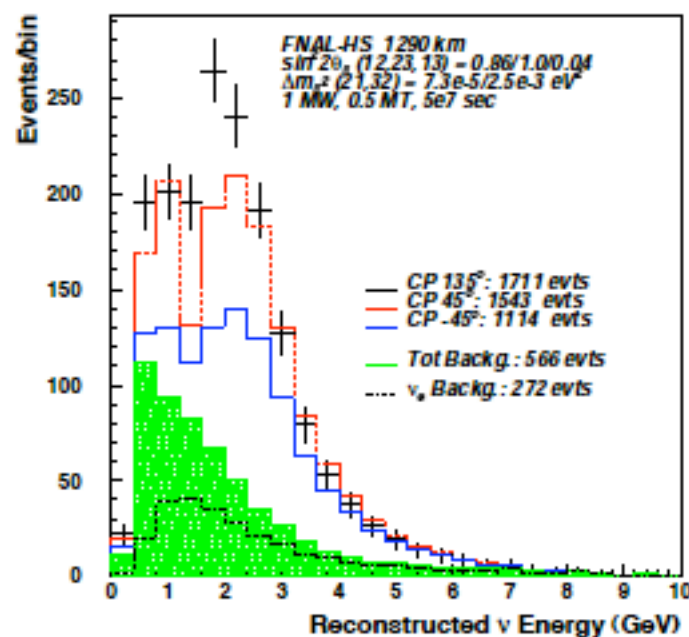 FNAL-HS 1290 km
sin²2θᵢⱼ (12,23,13) = 0.86/1.0/0.04
Δmᵢⱼ² (21,32) = 7.3e-5/2.5e-3 eV²
1 MW, 0.5 MT, 5e7 sec
Events/bin
250
200
150
100
50
0
CP 135°: 1711 evts
CP 45°: 1543 evts
CP -45°: 1114 evts
Tot Backg.: 566 evts
νₑ Backg.: 272 evts
0 1 2 3 4 5 6 7 8 9 10
Reconstructed ν Energy (GeV)